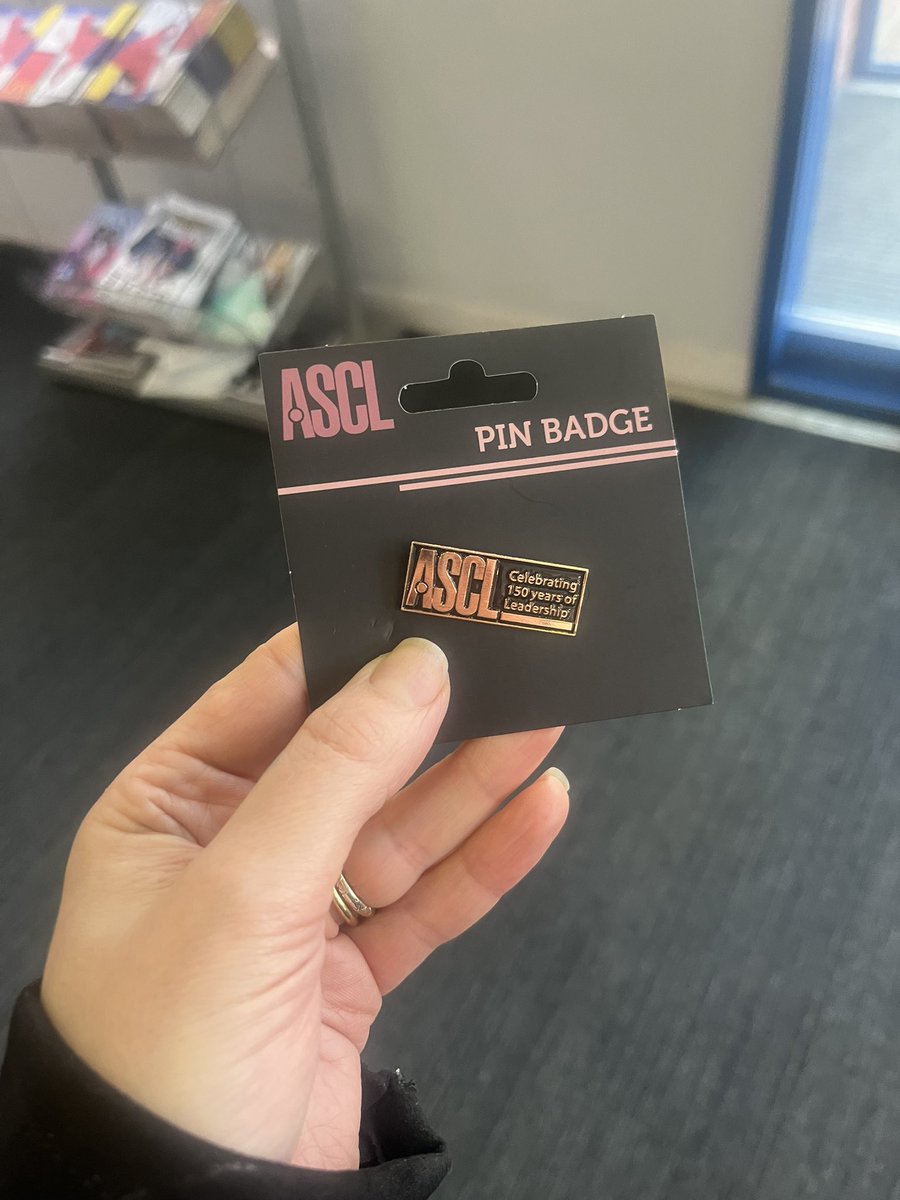 ASCL
PIN BADGE
ASCL
Celebrating
150 years of
Leadership